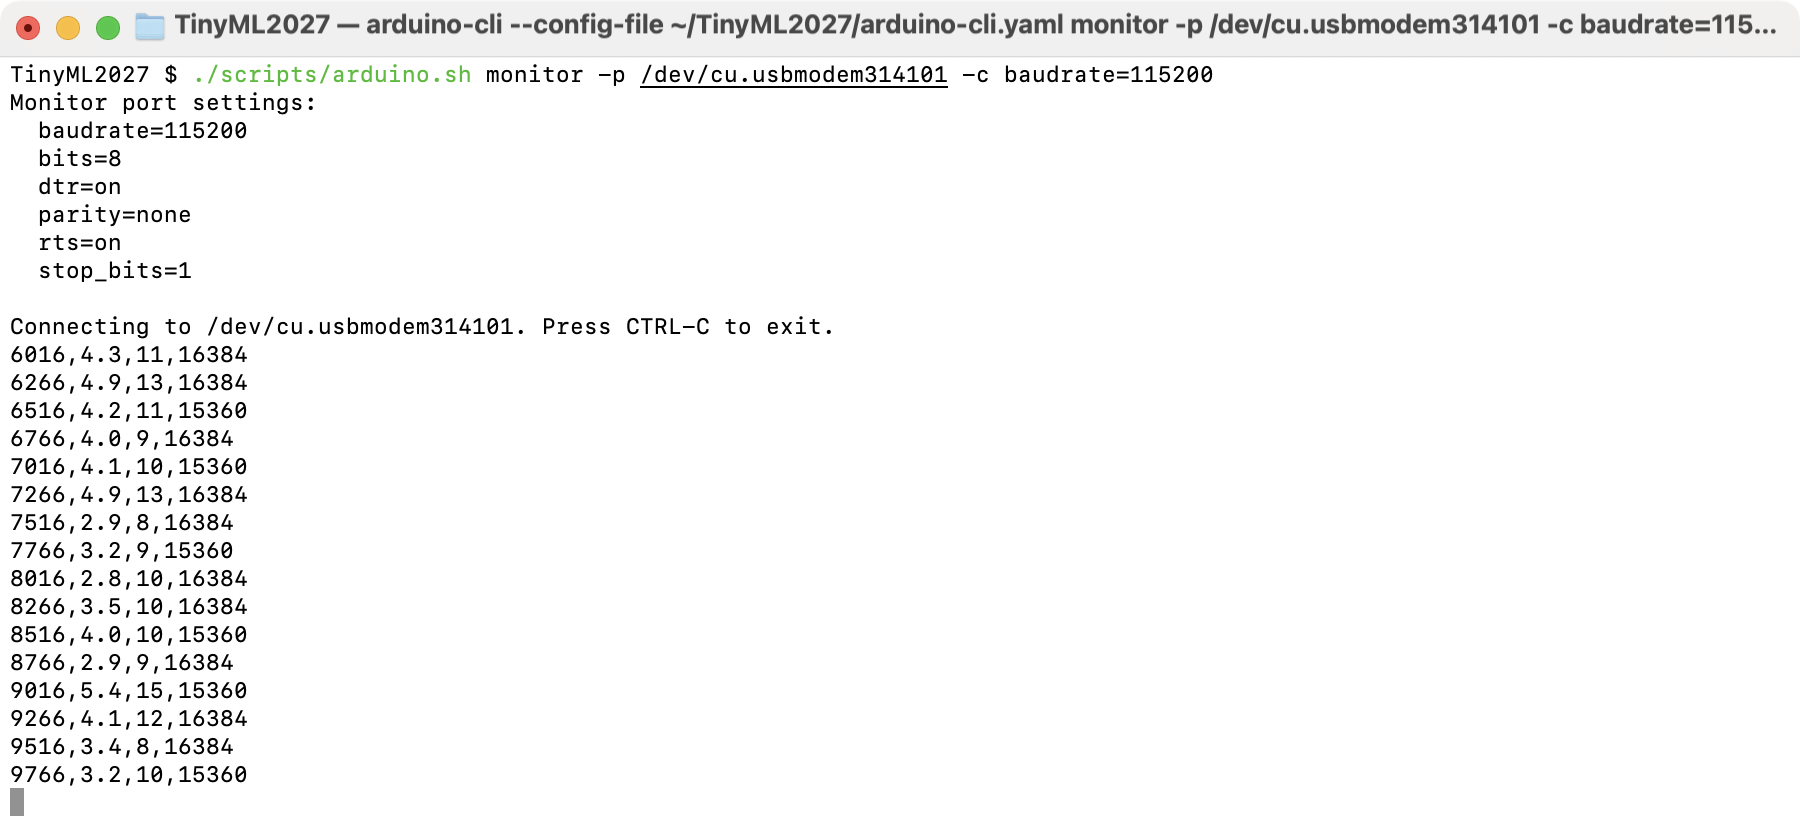 TinyML2027 — arduino-cli --config-file ~/TinyML2027/arduino-cli.yaml monitor -p /dev/cu.usbmodem314101 -c baudrate=115...
TinyML2027 $ ./scripts/arduino.sh monitor -p /dev/cu.usbmodem314101 -c baudrate=115200
Monitor port settings:
  baudrate=115200
  bits=8
  dtr=on
  parity=none
  rts=on
  stop_bits=1

Connecting to /dev/cu.usbmodem314101. Press CTRL-C to exit.
6016,4.3,11,16384
6266,4.9,13,16384
6516,4.2,11,15360
6766,4.0,9,16384
7016,4.1,10,15360
7266,4.9,13,16384
7516,2.9,8,16384
7766,3.2,9,15360
8016,2.8,10,16384
8266,3.5,10,16384
8516,4.0,10,15360
8766,2.9,9,16384
9016,5.4,15,15360
9266,4.1,12,16384
9516,3.4,8,16384
9766,3.2,10,15360